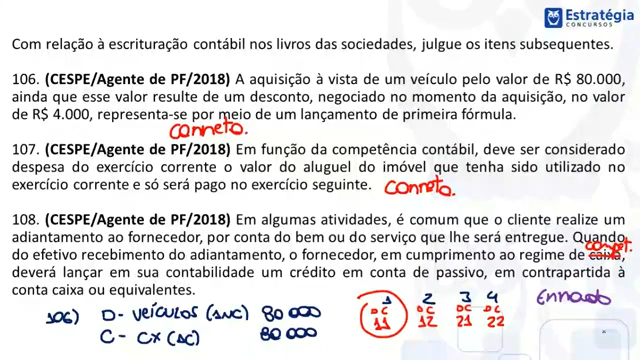 Estratégia
CONCURSOS
Com relação à escrituração contábil nos livros das sociedades, julgue os itens subsequentes.
106. (CESPE/Agente de PF/2018) A aquisição à vista de um veículo pelo valor de R$ 80.000,
ainda que esse valor resulte de um desconto, negociado no momento da aquisição, no valor
de R$ 4.000, representa-se por meio de um lançamento de primeira fórmula.
correto.
107. (CESPE/Agente de PF/2018) Em função da competência contábil, deve ser considerado
despesa do exercício corrente o valor do aluguel do imóvel que tenha sido utilizado no
exercício corrente e só será pago no exercício seguinte. correto.
108. (CESPE/Agente de PF/2018) Em algumas atividades, é comum que o cliente realize um
adiantamento ao fornecedor, por conta do bem ou do serviço que lhe será entregue. Quando
compet.
do efetivo recebimento do adiantamento, o fornecedor, em cumprimento ao regime de caixa,
deverá lançar em sua contabilidade um crédito em conta de passivo, em contrapartida à
conta caixa ou equivalentes.
1 2 3 4 Errado
106) D- VEÍCULOS (ANC) 80 000 DC DC DC DC
11 12 21 22
C- CX (AC) 80 000